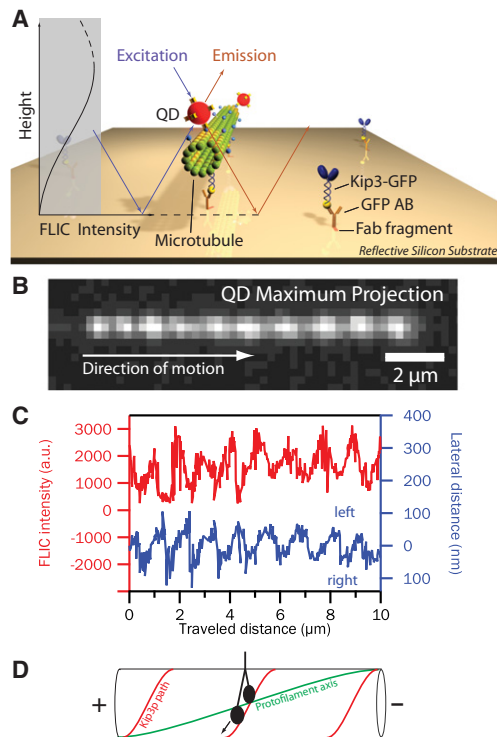 A
Height
Excitation
Emission
QD
Kip3-GFP
GFP AB
Fab fragment
FLIC Intensity
Microtubule
Reflective Silicon Substrate
B
QD Maximum Projection
Direction of motion
2 μm
C
FLIC intensity (a.u.)
3000
2000
1000
0
-1000
-2000
400
300
200
100
0
100
Lateral distance (nm)
left
right
0 2 4 6 8 10
Traveled distance (μm)
D
+
Kip3p path
Protofilament axis
−